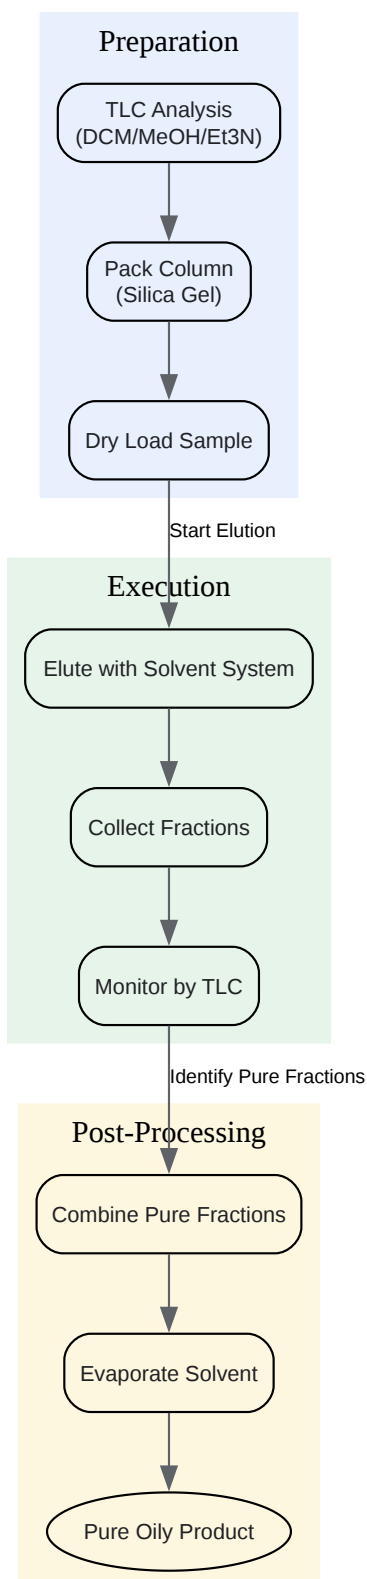 Preparation
TLC Analysis
(DCM/MeOH/Et3N)
Pack Column
(Silica Gel)
Dry Load Sample
Start Elution
Execution
Elute with Solvent System
Collect Fractions
Monitor by TLC
Identify Pure Fractions
Post-Processing
Combine Pure Fractions
Evaporate Solvent
Pure Oily Product